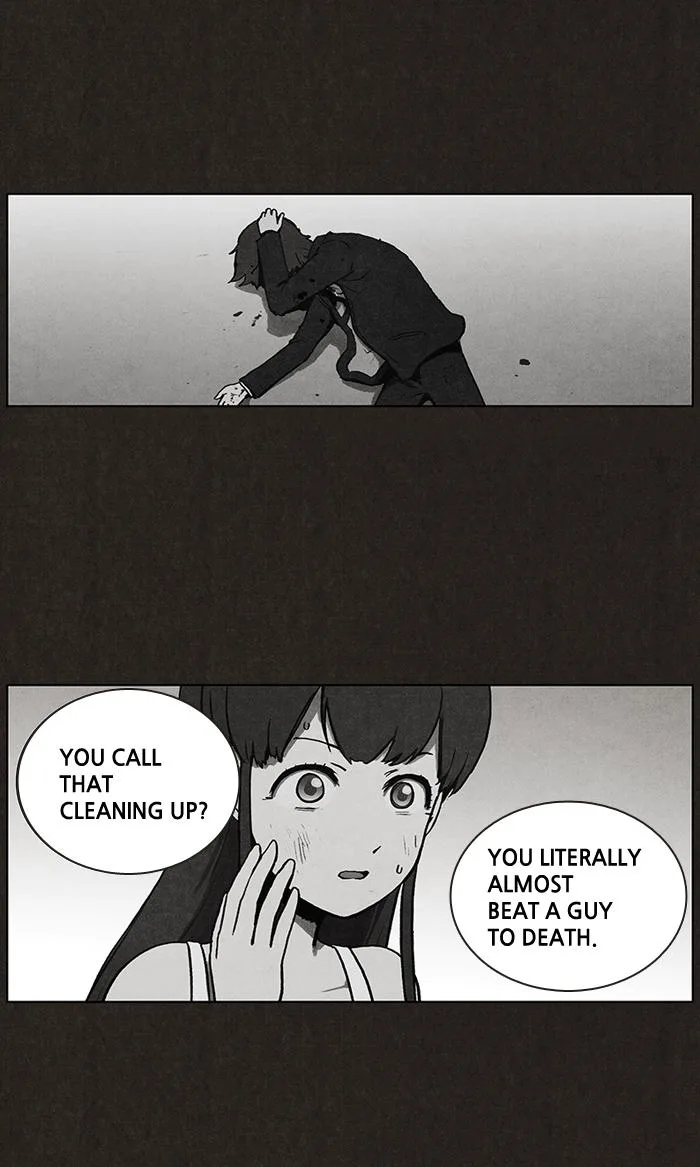 YOU CALL
THAT
CLEANING UP?
YOU LITERALLY
ALMOST
BEAT A GUY
TO DEATH.